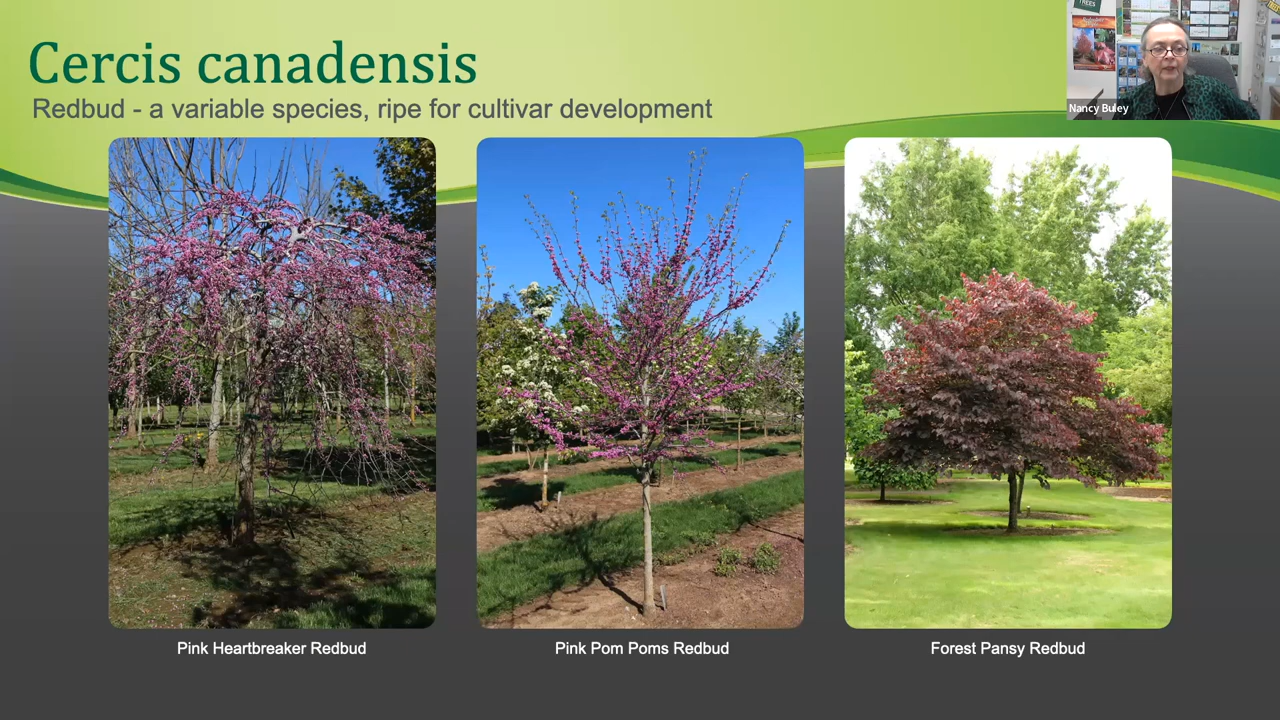 Cercis canadensis
Redbud - a variable species, ripe for cultivar development
TREES
Nancy Buley
Pink Heartbreaker Redbud
Pink Pom Poms Redbud
Forest Pansy Redbud